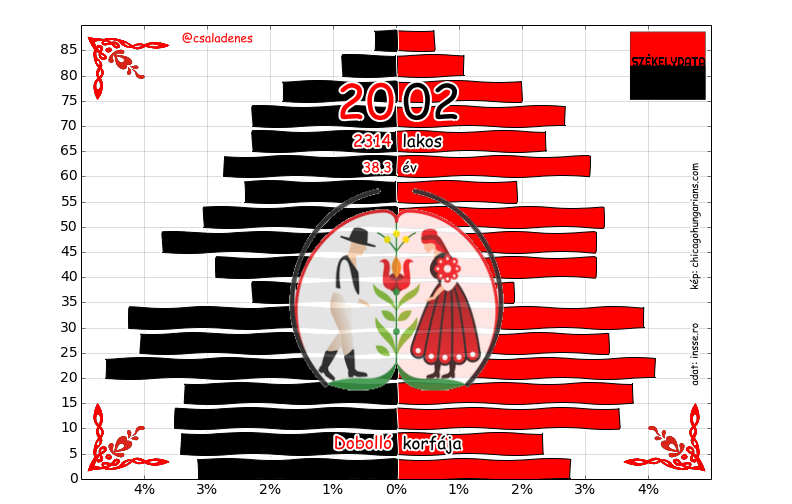 @csaladenes
SZÉKELYDATA
2002
2314 lakos
38.3 év
85
80
75
70
65
60
55
50
45
40
35
30
25
20
15
10
5
0
kép: chicagohungarians.com
adat: insse.ro
Dobolló korfája
4% 3% 2% 1% 0% 1% 2% 3% 4%